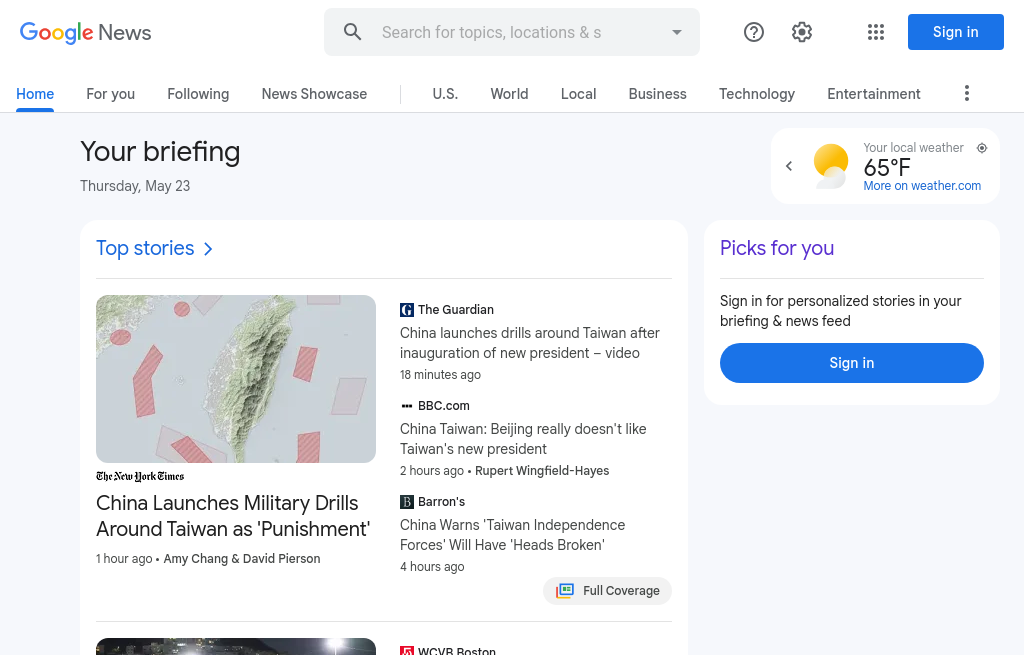 Google News
Search for topics, locations & s
Sign in
Home
For you
Following
News Showcase
U.S.
World
Local
Business
Technology
Entertainment
Your briefing
Thursday, May 23
Your local weather
65°F
More on weather.com
Top stories
The New York Times
China Launches Military Drills
Around Taiwan as 'Punishment'
1 hour ago • Amy Chang & David Pierson
The Guardian
China launches drills around Taiwan after
inauguration of new president – video
18 minutes ago
BBC.com
China Taiwan: Beijing really doesn't like
Taiwan's new president
2 hours ago • Rupert Wingfield-Hayes
Barron's
China Warns 'Taiwan Independence
Forces' Will Have 'Heads Broken'
4 hours ago
Full Coverage
WCVB Boston
Picks for you
Sign in for personalized stories in your
briefing & news feed
Sign in